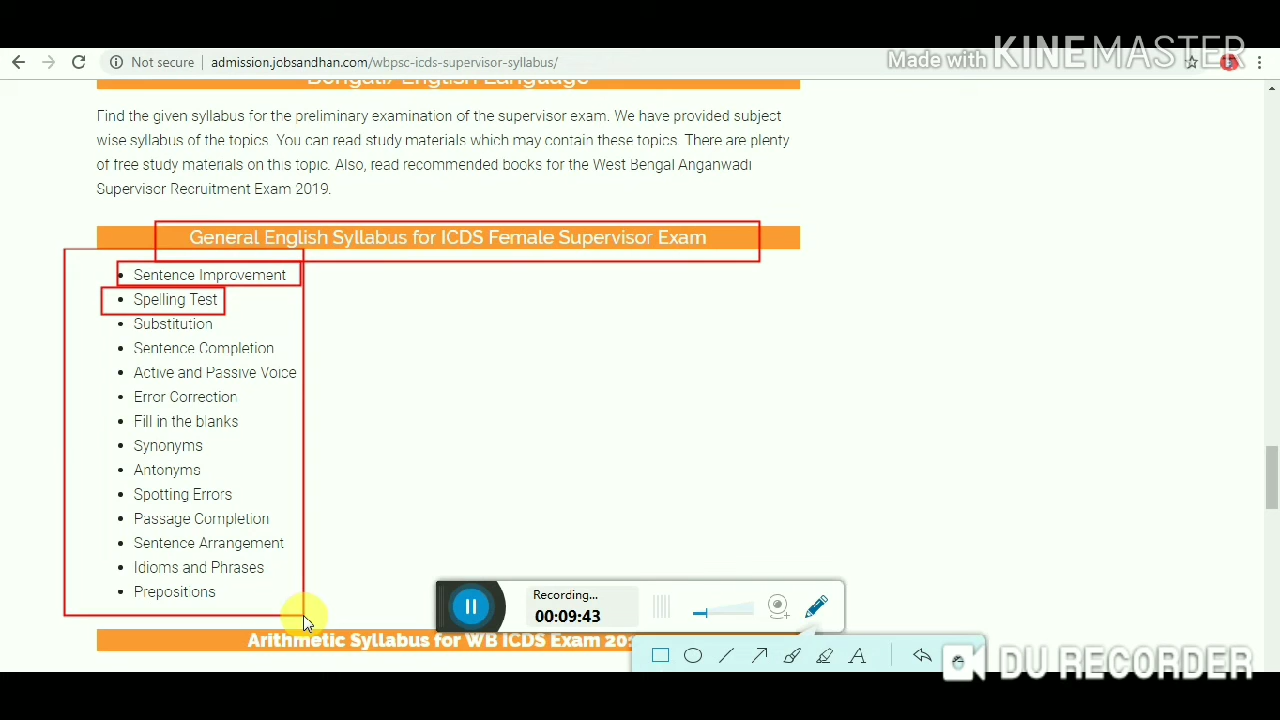 Made with KINEMASTER
Not secure
admission.jcbsandhan.com/wbpsc-icds-supervisor-syllabus/
Bengali/ English Language
Find the given syllabus for the preliminary examination of the supervisor exam. We have provided subject
wise syllabus of the topics. You can read study materials which may contain these topics. There are plenty
of free study materials on this topic. Also, read recommended books for the West Bengal Anganwadi
Supervisor Recruitment Exam 2019.
General English Syllabus for ICDS Female Supervisor Exam
• Sentence Improvement
• Spelling Test
• Substitution
• Sentence Completion
• Active and Passive Voice
• Error Correction
• Fill in the blanks
• Synonyms
• Antonyms
• Spotting Errors
• Passage Completion
• Sentence Arrangement
• Idioms and Phrases
• Prepositions
Recording...
00:09:43
Arithmetic Syllabus for WB ICDS Exam
A
DU RECORDER